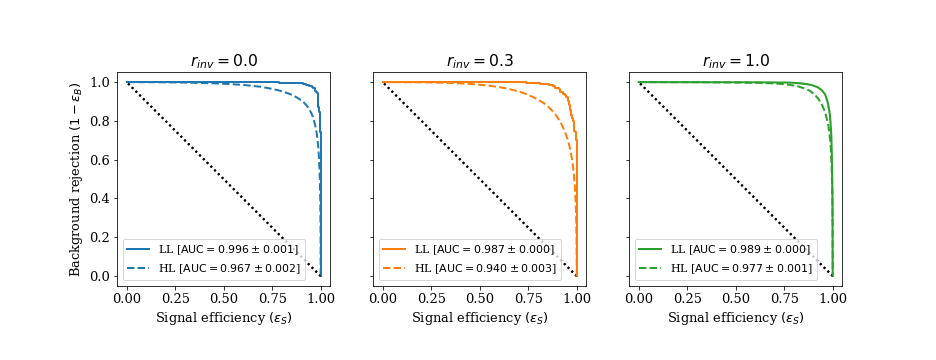 r_inv = 0.0
r_inv = 0.3
r_inv = 1.0
Background rejection (1 − ε_B)
1.0
0.8
0.6
0.4
0.2
0.0
LL [AUC = 0.996 ± 0.001]
HL [AUC = 0.967 ± 0.002]
LL [AUC = 0.987 ± 0.000]
HL [AUC = 0.940 ± 0.003]
LL [AUC = 0.989 ± 0.000]
HL [AUC = 0.977 ± 0.001]
0.00 0.25 0.50 0.75 1.00
0.00 0.25 0.50 0.75 1.00
0.00 0.25 0.50 0.75 1.00
Signal efficiency (ε_S)
Signal efficiency (ε_S)
Signal efficiency (ε_S)